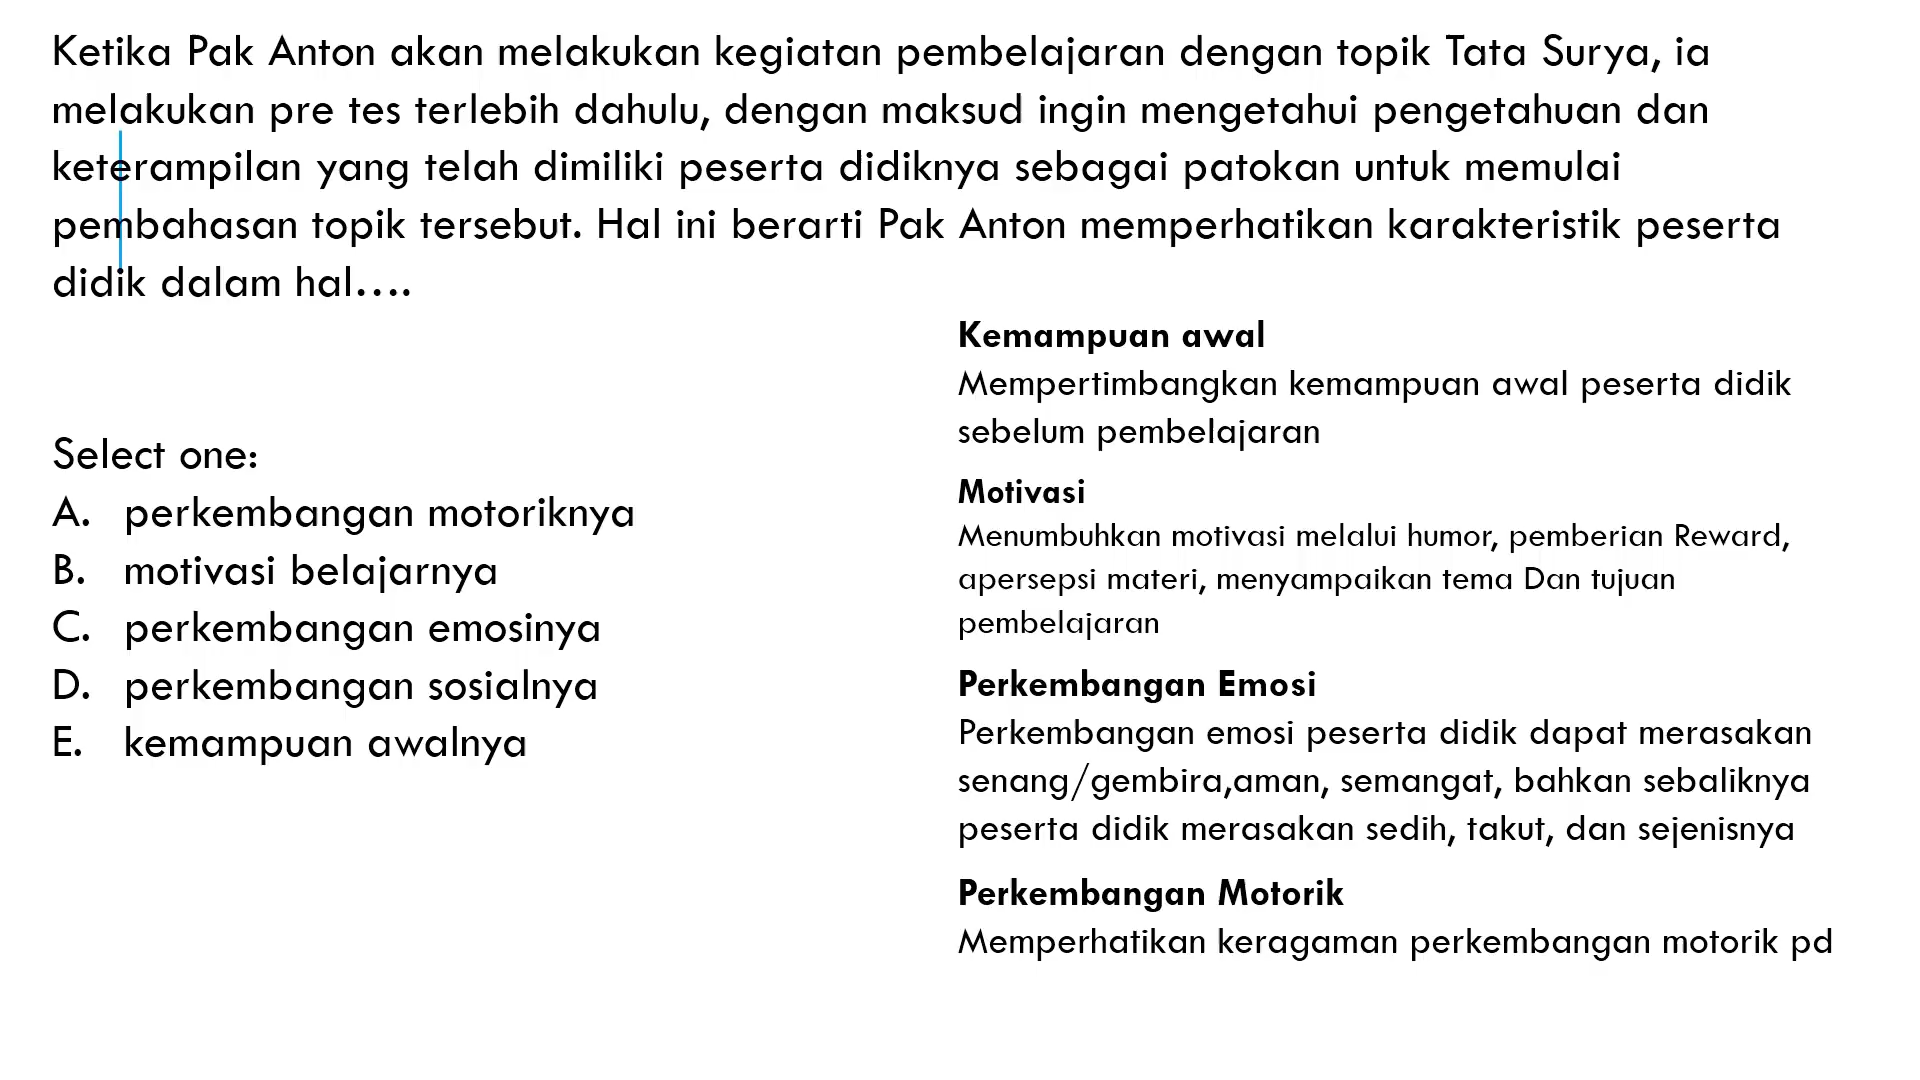 Ketika Pak Anton akan melakukan kegiatan pembelajaran dengan topik Tata Surya, ia
melakukan pre tes terlebih dahulu, dengan maksud ingin mengetahui pengetahuan dan
keterampilan yang telah dimiliki peserta didiknya sebagai patokan untuk memulai
pembahasan topik tersebut. Hal ini berarti Pak Anton memperhatikan karakteristik peserta
didik dalam hal....
Select one:
A. perkembangan motoriknya
B. motivasi belajarnya
C. perkembangan emosinya
D. perkembangan sosialnya
E. kemampuan awalnya
Kemampuan awal
Mempertimbangkan kemampuan awal peserta didik
sebelum pembelajaran
Motivasi
Menumbuhkan motivasi melalui humor, pemberian Reward,
apersepsi materi, menyampaikan tema Dan tujuan
pembelajaran
Perkembangan Emosi
Perkembangan emosi peserta didik dapat merasakan
senang/gembira,aman, semangat, bahkan sebaliknya
peserta didik merasakan sedih, takut, dan sejenisnya
Perkembangan Motorik
Memperhatikan keragaman perkembangan motorik pd